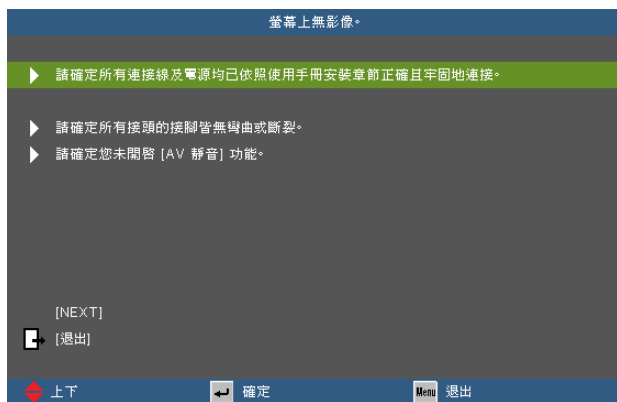 螢幕上無影像。
請確定所有連接線及電源均已依照使用手冊安裝章節正確且牢固地連接。
請確定所有接頭的接腳皆無彎曲或斷裂。
請確定您未開啓 [AV 靜音] 功能。
[NEXT]
[退出]
上下 確定 Menu 退出